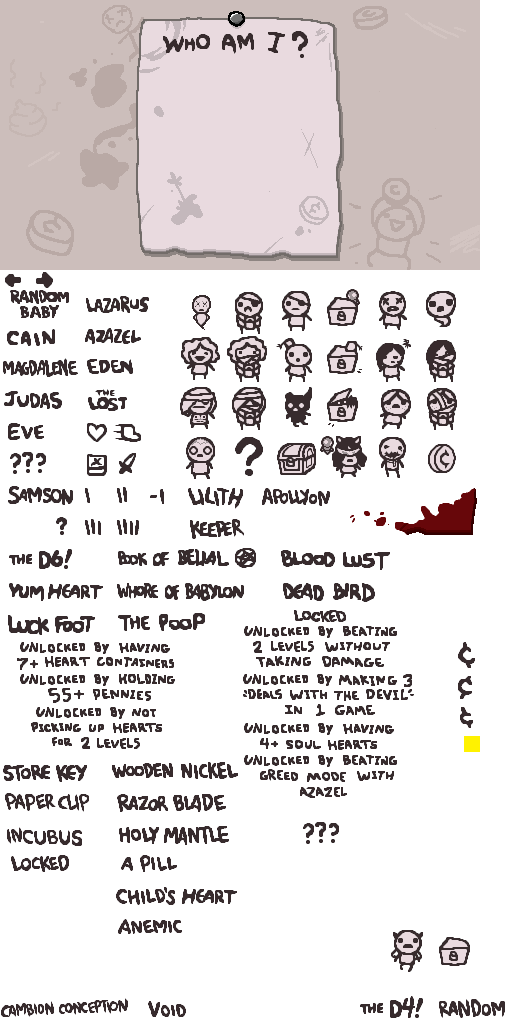 WHO AM I?
RANDOM
BABY
LAZARUS
CAIN
AZAZEL
MAGDALENE
EDEN
JUDAS
THE
LOST
EVE
???
?
SAMSON
I
II
-I
LILITH
APOLLYON
?
III
IIII
KEEPER
THE D6!
BOOK OF BELIAL
BLOOD LUST
YUM HEART
WHORE OF BABYLON
DEAD BIRD
LUCK FOOT
THE POOP
LOCKED
UNLOCKED BY BEATING
2 LEVELS WITHOUT
TAKING DAMAGE
UNLOCKED BY HAVING
7+ HEART CONTAINERS
UNLOCKED BY HOLDING
55+ PENNIES
UNLOCKED BY NOT
PICKING UP HEARTS
FOR 2 LEVELS
UNLOCKED BY MAKING 3
"DEALS WITH THE DEVIL"
IN 1 GAME
UNLOCKED BY HAVING
4+ SOUL HEARTS
UNLOCKED BY BEATING
GREED MODE WITH
AZAZEL
¢
¢
¢
STORE KEY
WOODEN NICKEL
PAPER CLIP
RAZOR BLADE
INCUBUS
HOLY MANTLE
???
LOCKED
A PILL
CHILD'S HEART
ANEMIC
CAMBION CONCEPTION
VOID
THE D4!
RANDOM